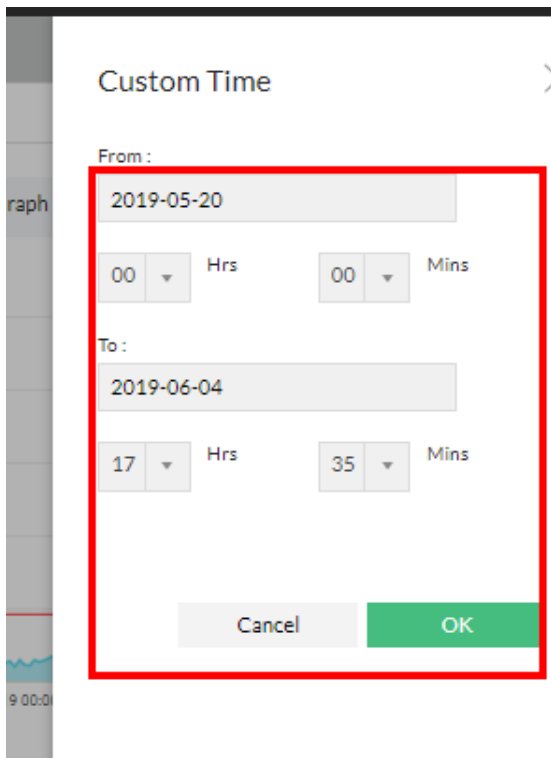 Custom Time
From :
raph
2019-05-20
00 Hrs 00 Mins
To :
2019-06-04
17 Hrs 35 Mins
Cancel OK
9 00:00